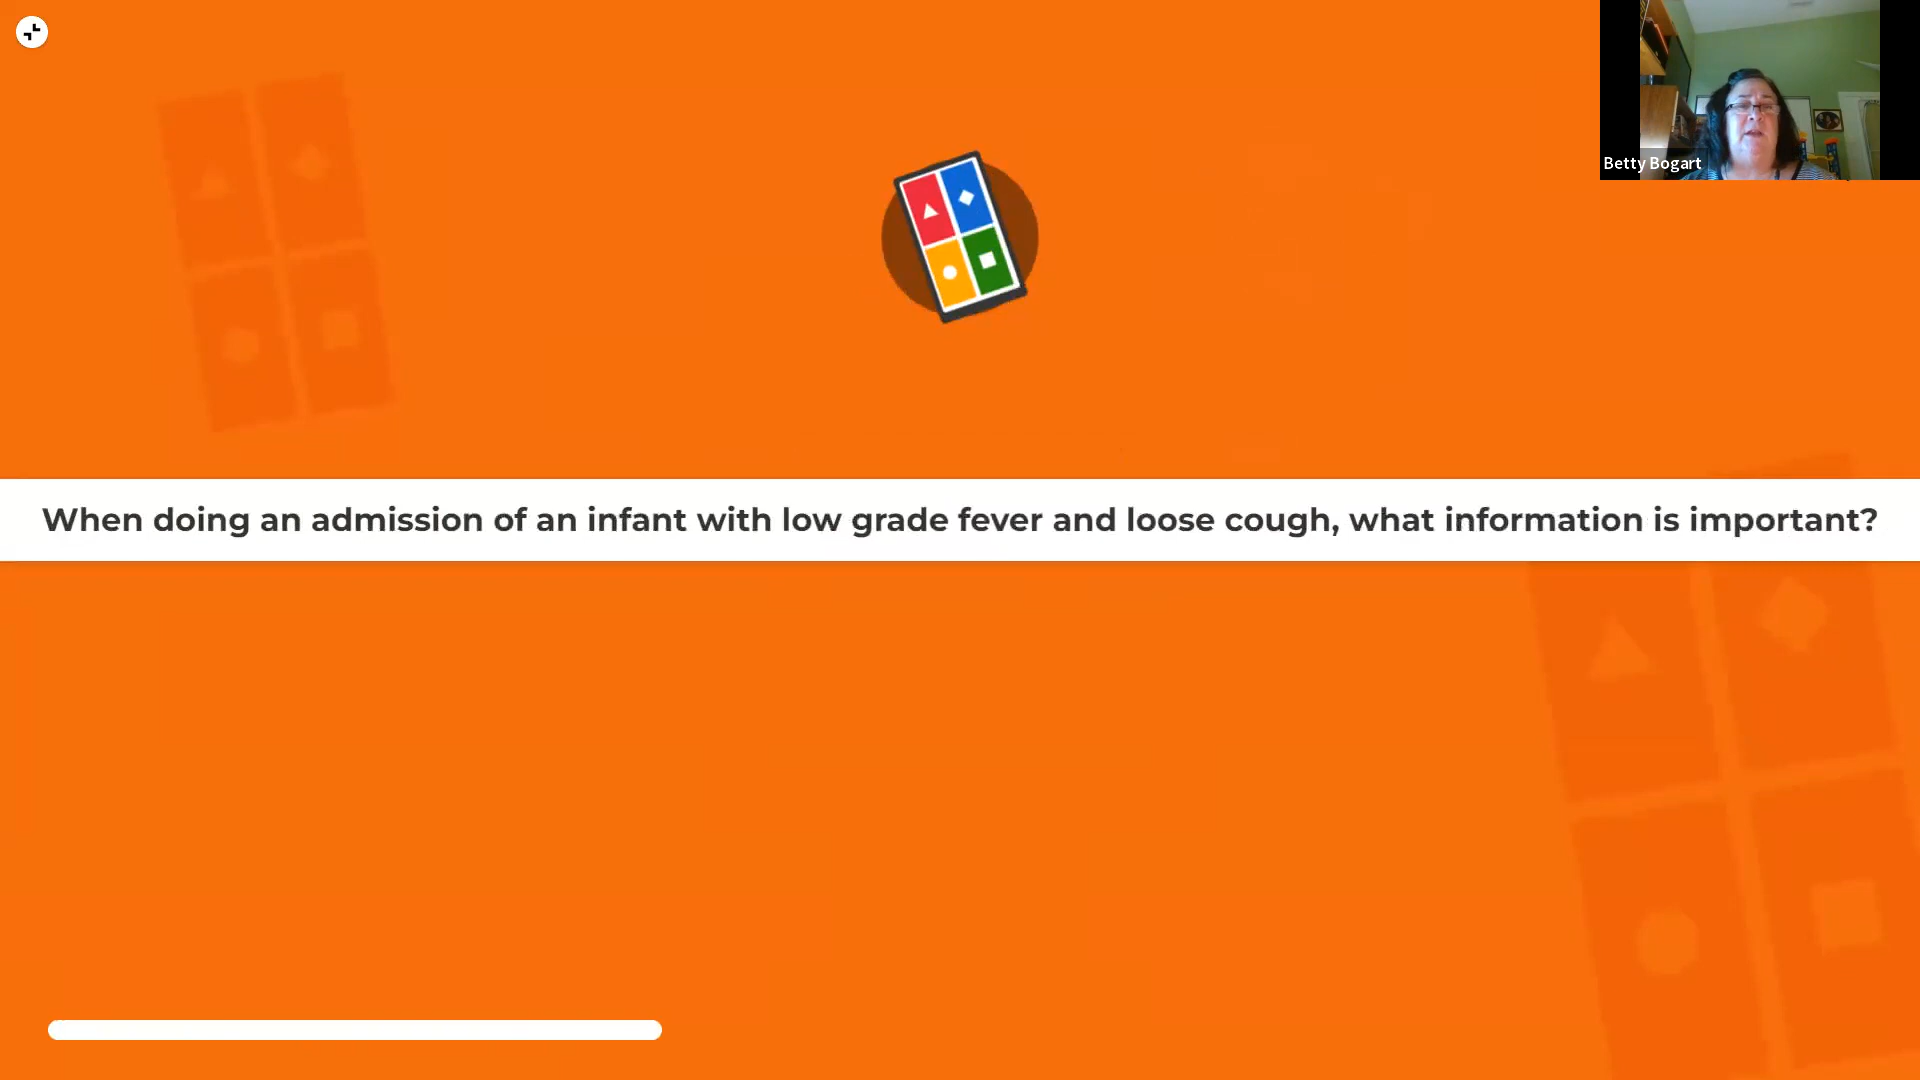 Betty Bogart
When doing an admission of an infant with low grade fever and loose cough, what information is important?